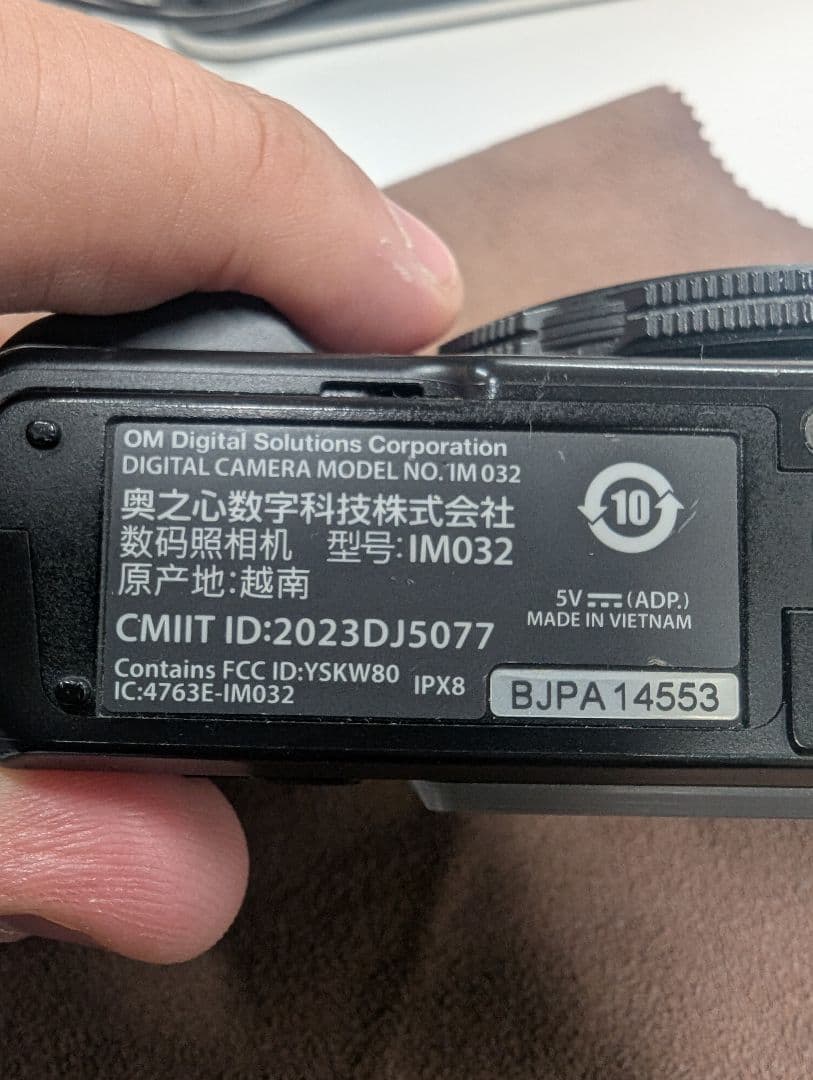 OM Digital Solutions Corporation
DIGITAL CAMERA MODEL NO. IM032
奥之心数字科技株式会社
数码照相机 型号:IM032
原产地:越南
CMIIT ID:2023DJ5077
Contains FCC ID:YSKW80
IC:4763E-IM032
IPX8
10
5V ⎓ (ADP.)
MADE IN VIETNAM
BJPA14553